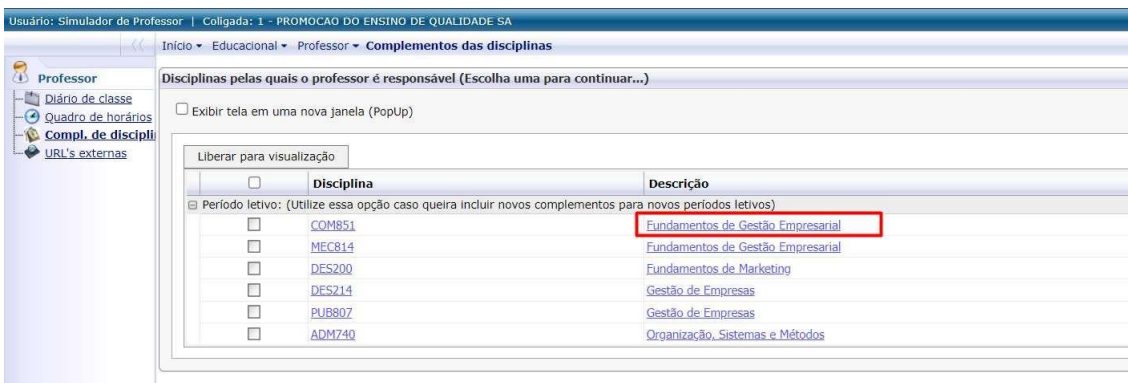 Usuário: Simulador de Professor | Coligada: 1 - PROMOCAO DO ENSINO DE QUALIDADE SA
Início Educacional Professor Complementos das disciplinas
Professor
Diário de classe
Quadro de horários
Compl. de discipli
URL's externas
Disciplinas pelas quais o professor é responsável (Escolha uma para continuar...)
Exibir tela em uma nova janela (PopUp)
Liberar para visualização
Disciplina Descrição
Período letivo: (Utilize essa opção caso queira incluir novos complementos para novos períodos letivos)
COM851 Fundamentos de Gestão Empresarial
MEC814 Fundamentos de Gestão Empresarial
DES200 Fundamentos de Marketing
DES214 Gestão de Empresas
PUB807 Gestão de Empresas
ADM740 Organização, Sistemas e Métodos